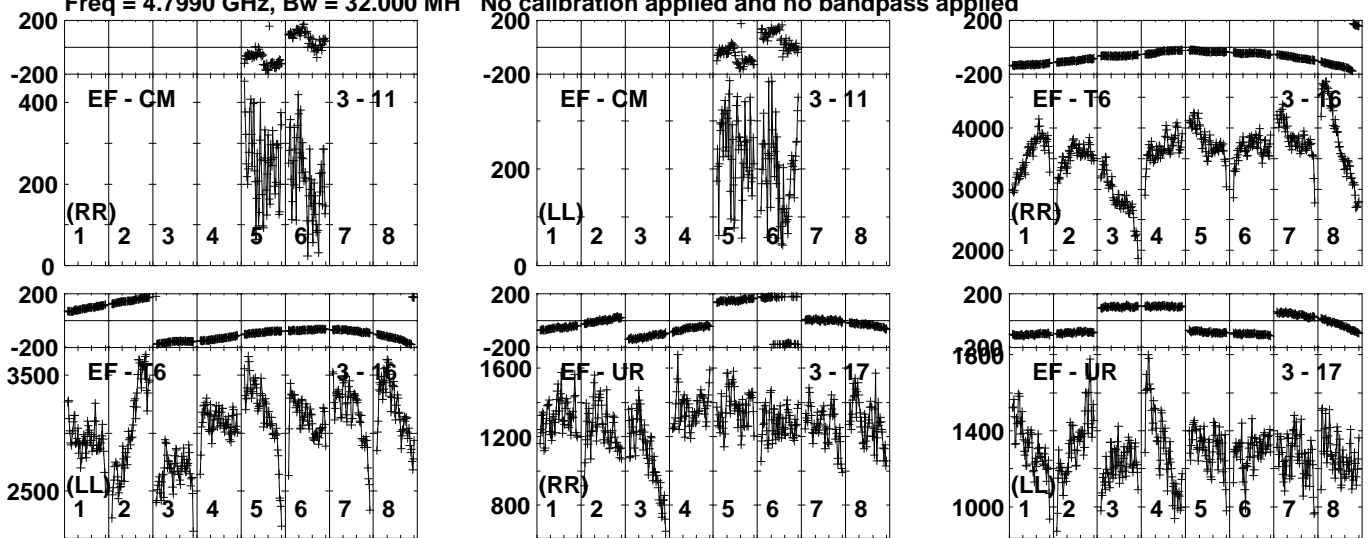 Freq = 4.7990 GHz, Bw = 32.000 MH No calibration applied and no bandpass applied
200
-200
400
200
0
EF - CM
3 - 11
(RR)
1 2 3 4 5 6 7 8
200
-200
200
0
EF - CM
3 - 11
(LL)
1 2 3 4 5 6 7 8
200
-200
4000
3000
2000
EF - T6
3 - 16
(RR)
1 2 3 4 5 6 7 8
200
-200
3500
2500
EF - T6
3 - 16
(LL)
1 2 3 4 5 6 7 8
200
-200
1600
1200
800
EF - UR
3 - 17
(RR)
1 2 3 4 5 6 7 8
200
-200
1800
1400
1000
EF - UR
3 - 17
(LL)
1 2 3 4 5 6 7 8